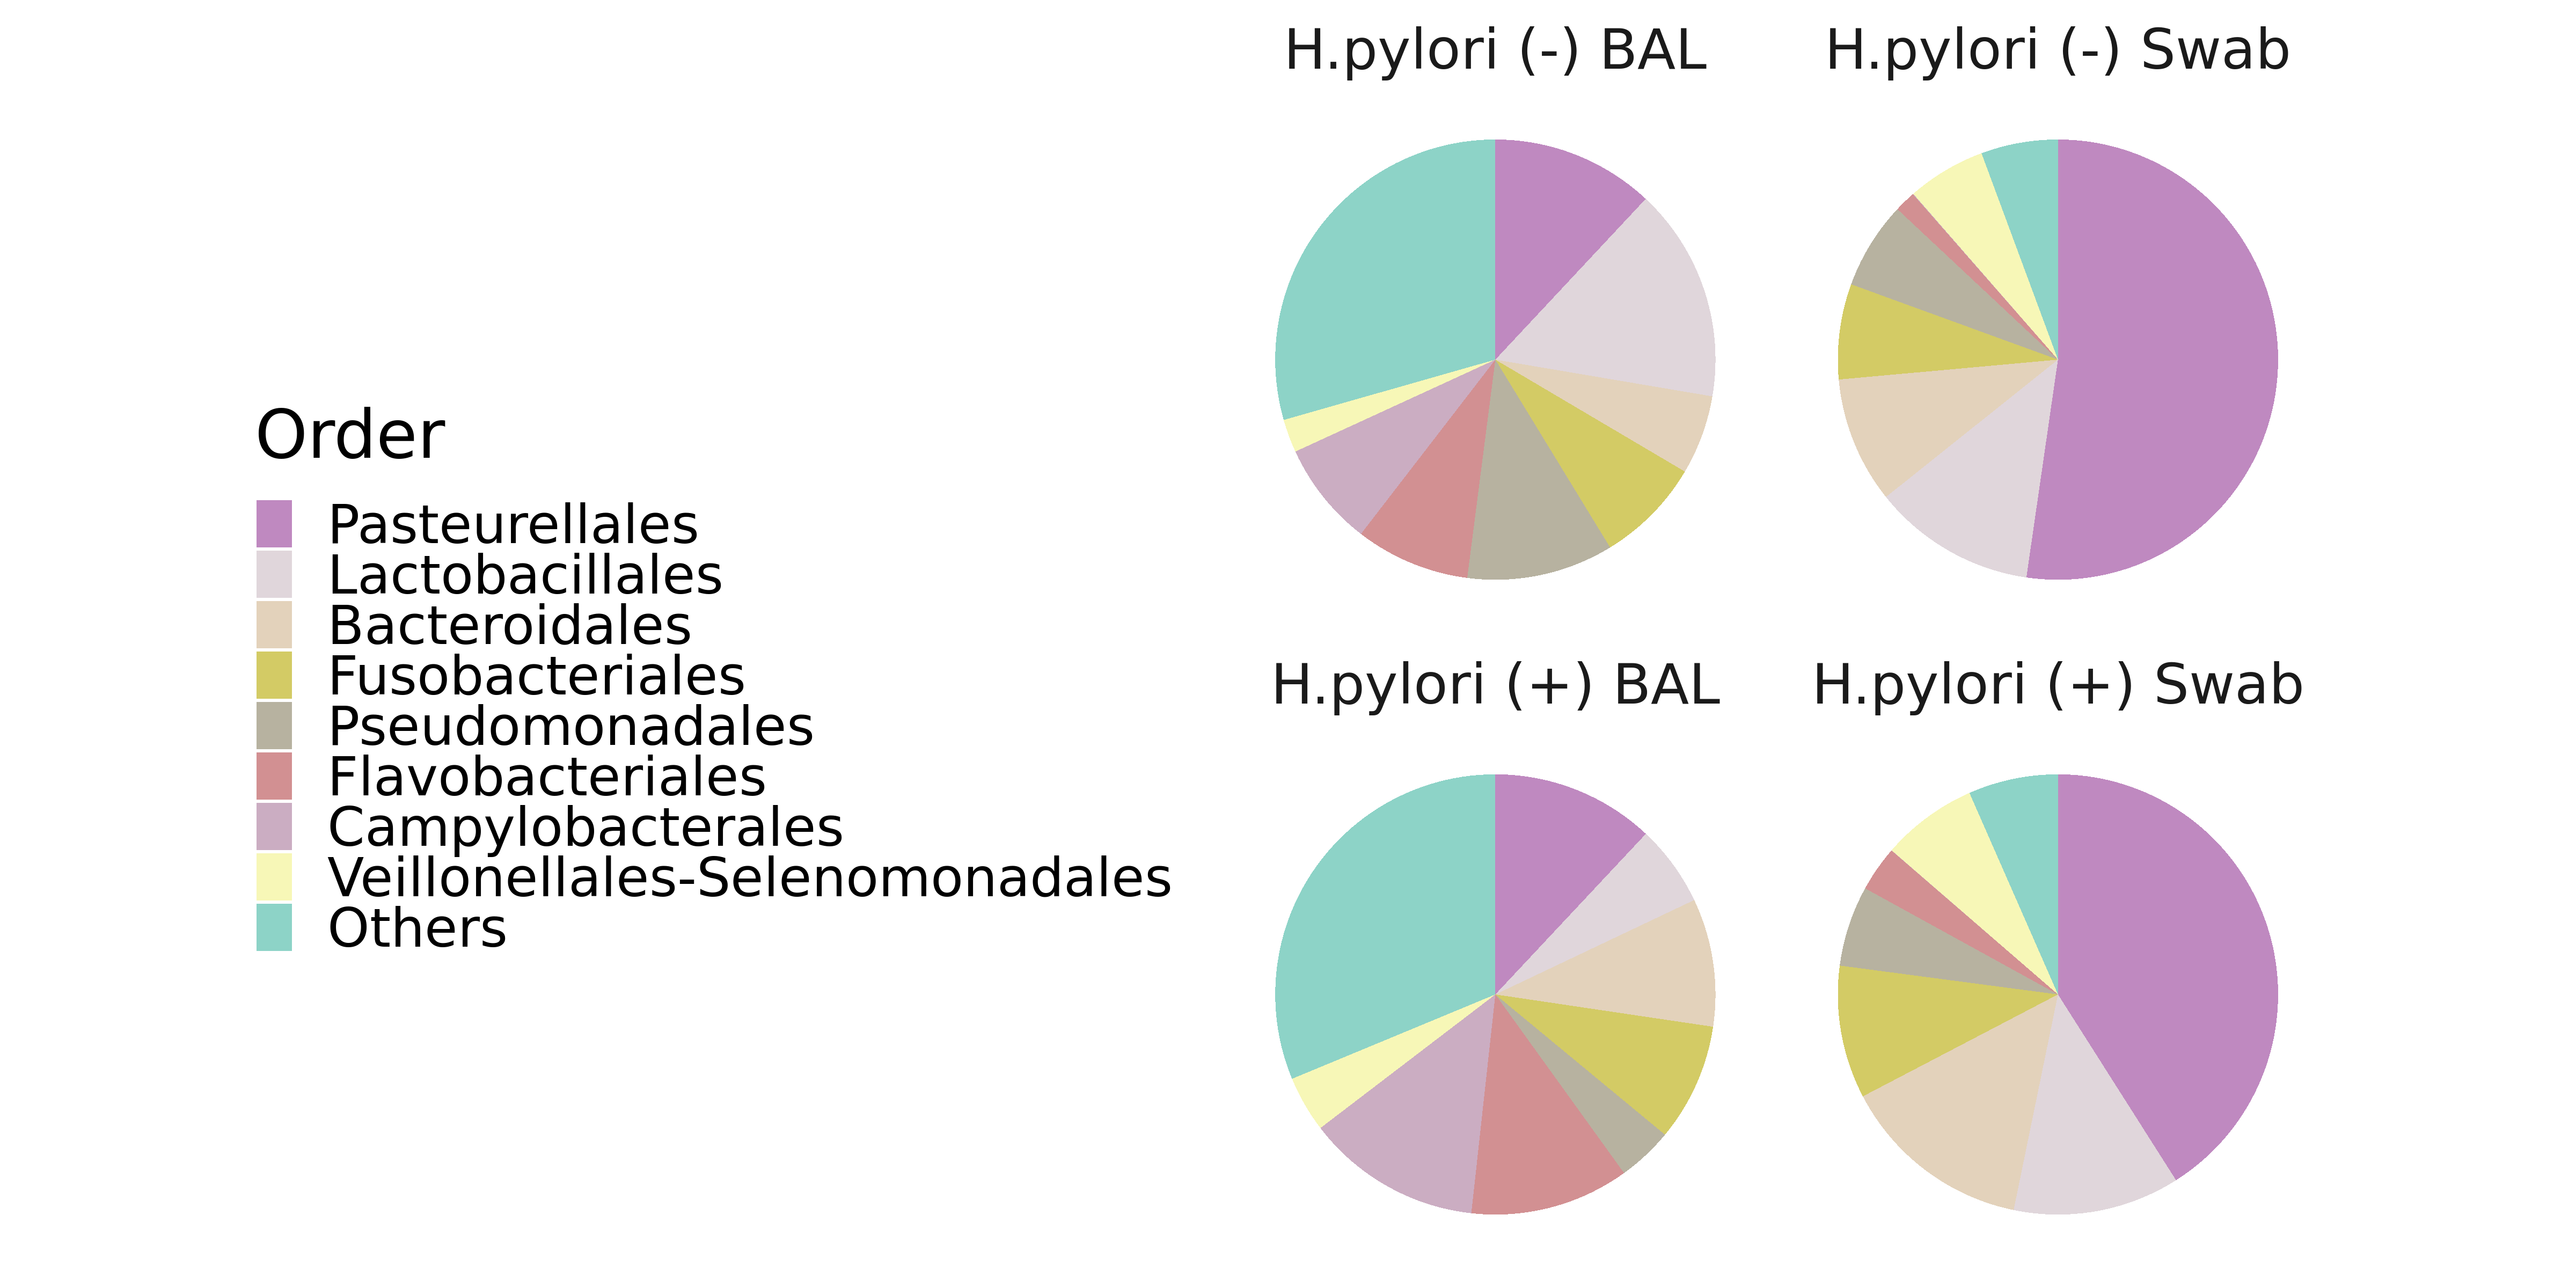 H.pylori (-) BAL
H.pylori (-) Swab
Order
Pasteurellales
Lactobacillales
Bacteroidales
Fusobacteriales
Pseudomonadales
Flavobacteriales
Campylobacterales
Veillonellales-Selenomonadales
Others
H.pylori (+) BAL
H.pylori (+) Swab